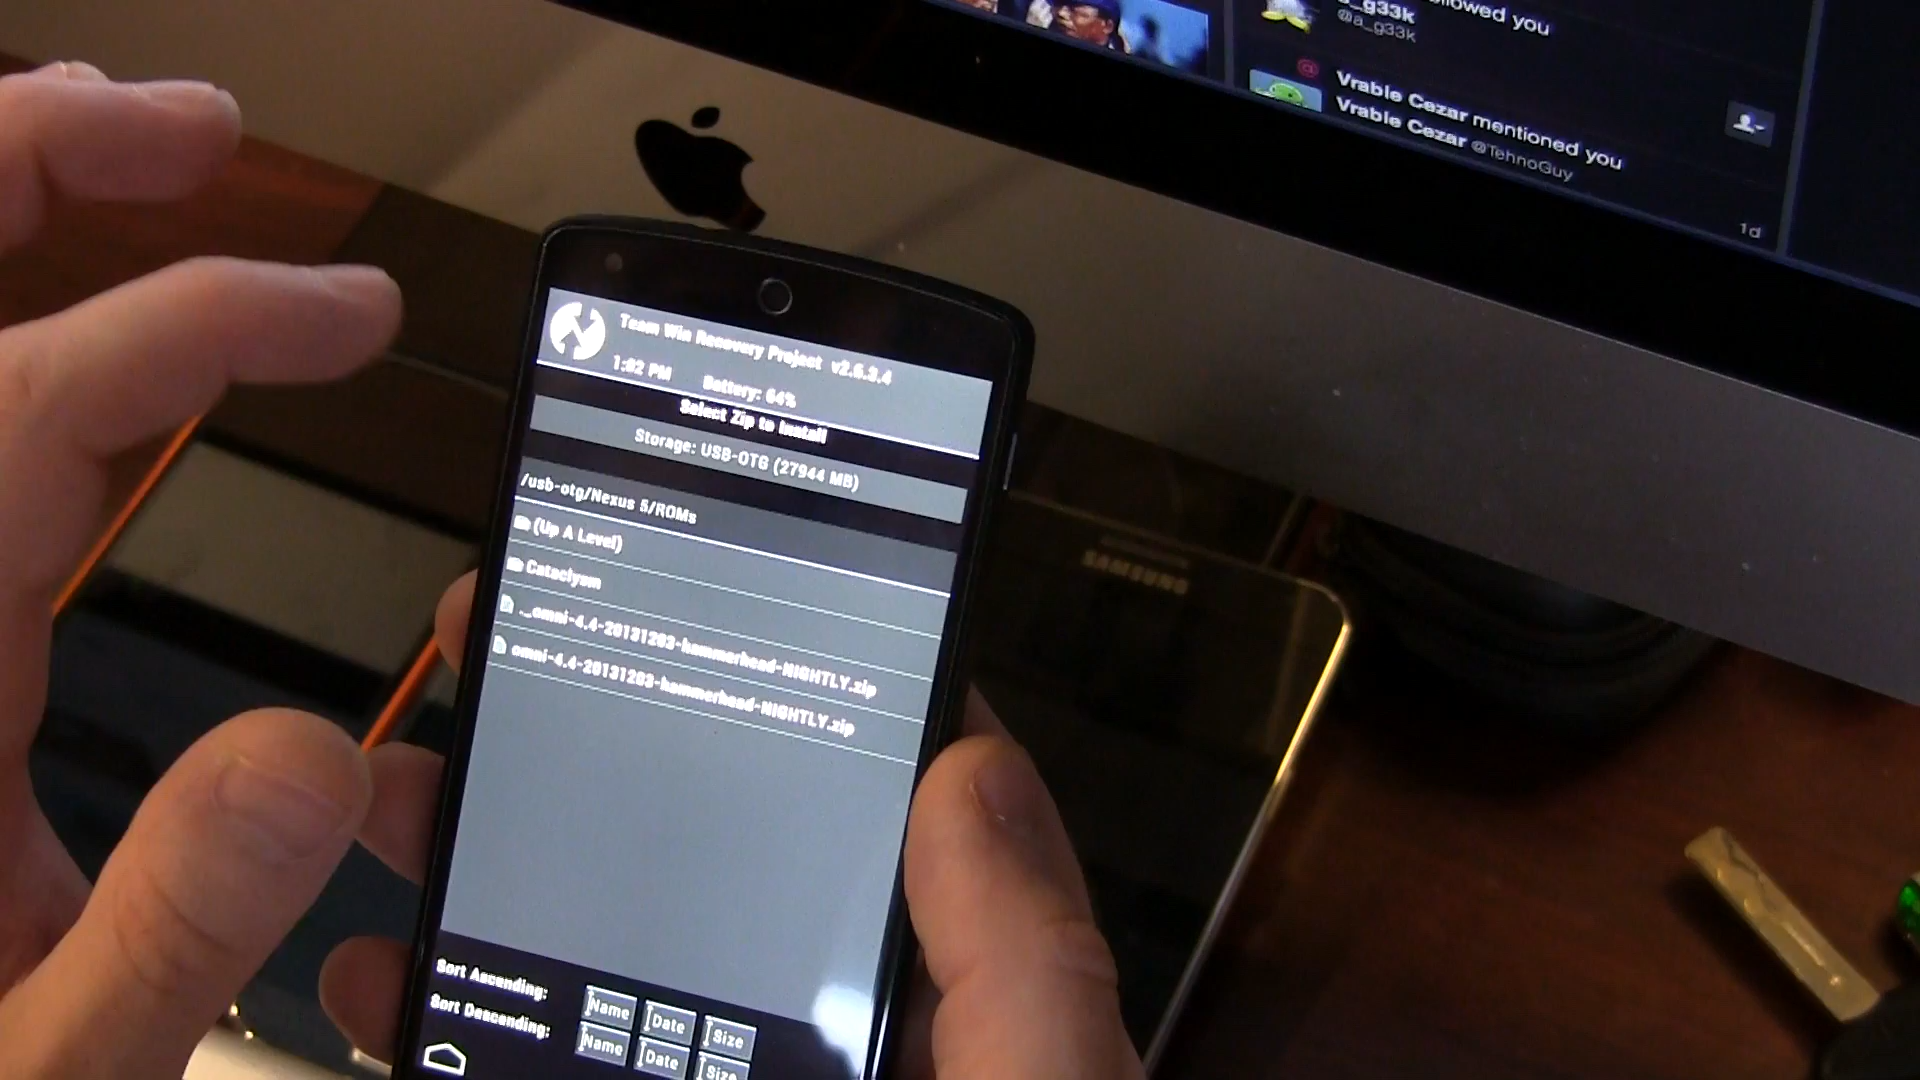 a_g33k
@a_g33k
llowed you
Vrable Cezar mentioned you
Vrable Cezar @TehnoGuy
1d
Team Win Recovery Project v2.6.3.4
1:02 PM Battery: 64%
Select Zip to Install
Storage: USB-OTG (27944 MB)
/usb-otg/Nexus 5/ROMs
(Up A Level)
Cataclysm
._omni-4.4-20131203-hammerhead-NIGHTLY.zip
omni-4.4-20131203-hammerhead-NIGHTLY.zip
SAMSUNG
Sort Ascending: Name Date Size
Sort Descending: Name Date Size